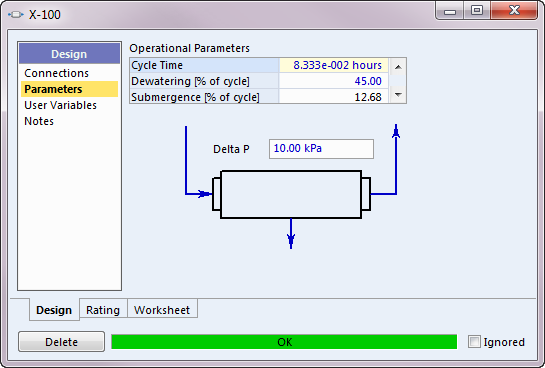 X-100
Design
Connections
Parameters
User Variables
Notes
Operational Parameters
Cycle Time 8.333e-002 hours
Dewatering [% of cycle] 45.00
Submergence [% of cycle] 12.68
Delta P 10.00 kPa
Design Rating Worksheet
Delete OK Ignored